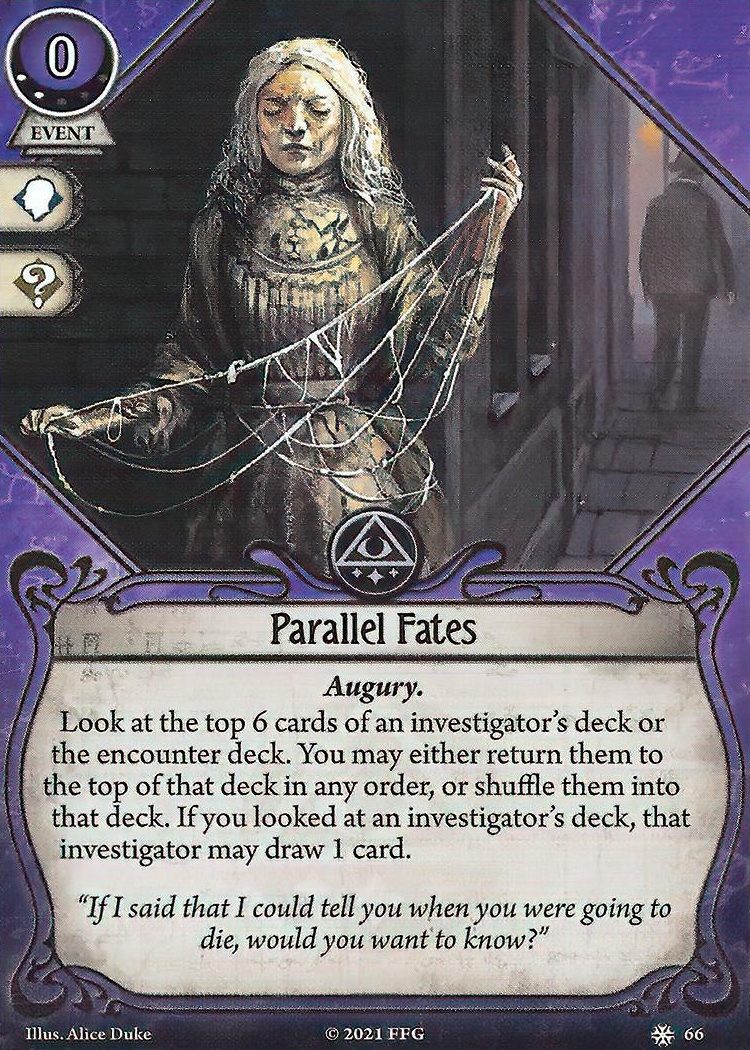 0
EVENT
?
Parallel Fates
Augury.
Look at the top 6 cards of an investigator’s deck or
the encounter deck. You may either return them to
the top of that deck in any order, or shuffle them into
that deck. If you looked at an investigator’s deck, that
investigator may draw 1 card.
“If I said that I could tell you when you were going to
die, would you want to know?”
Illus. Alice Duke
© 2021 FFG
66